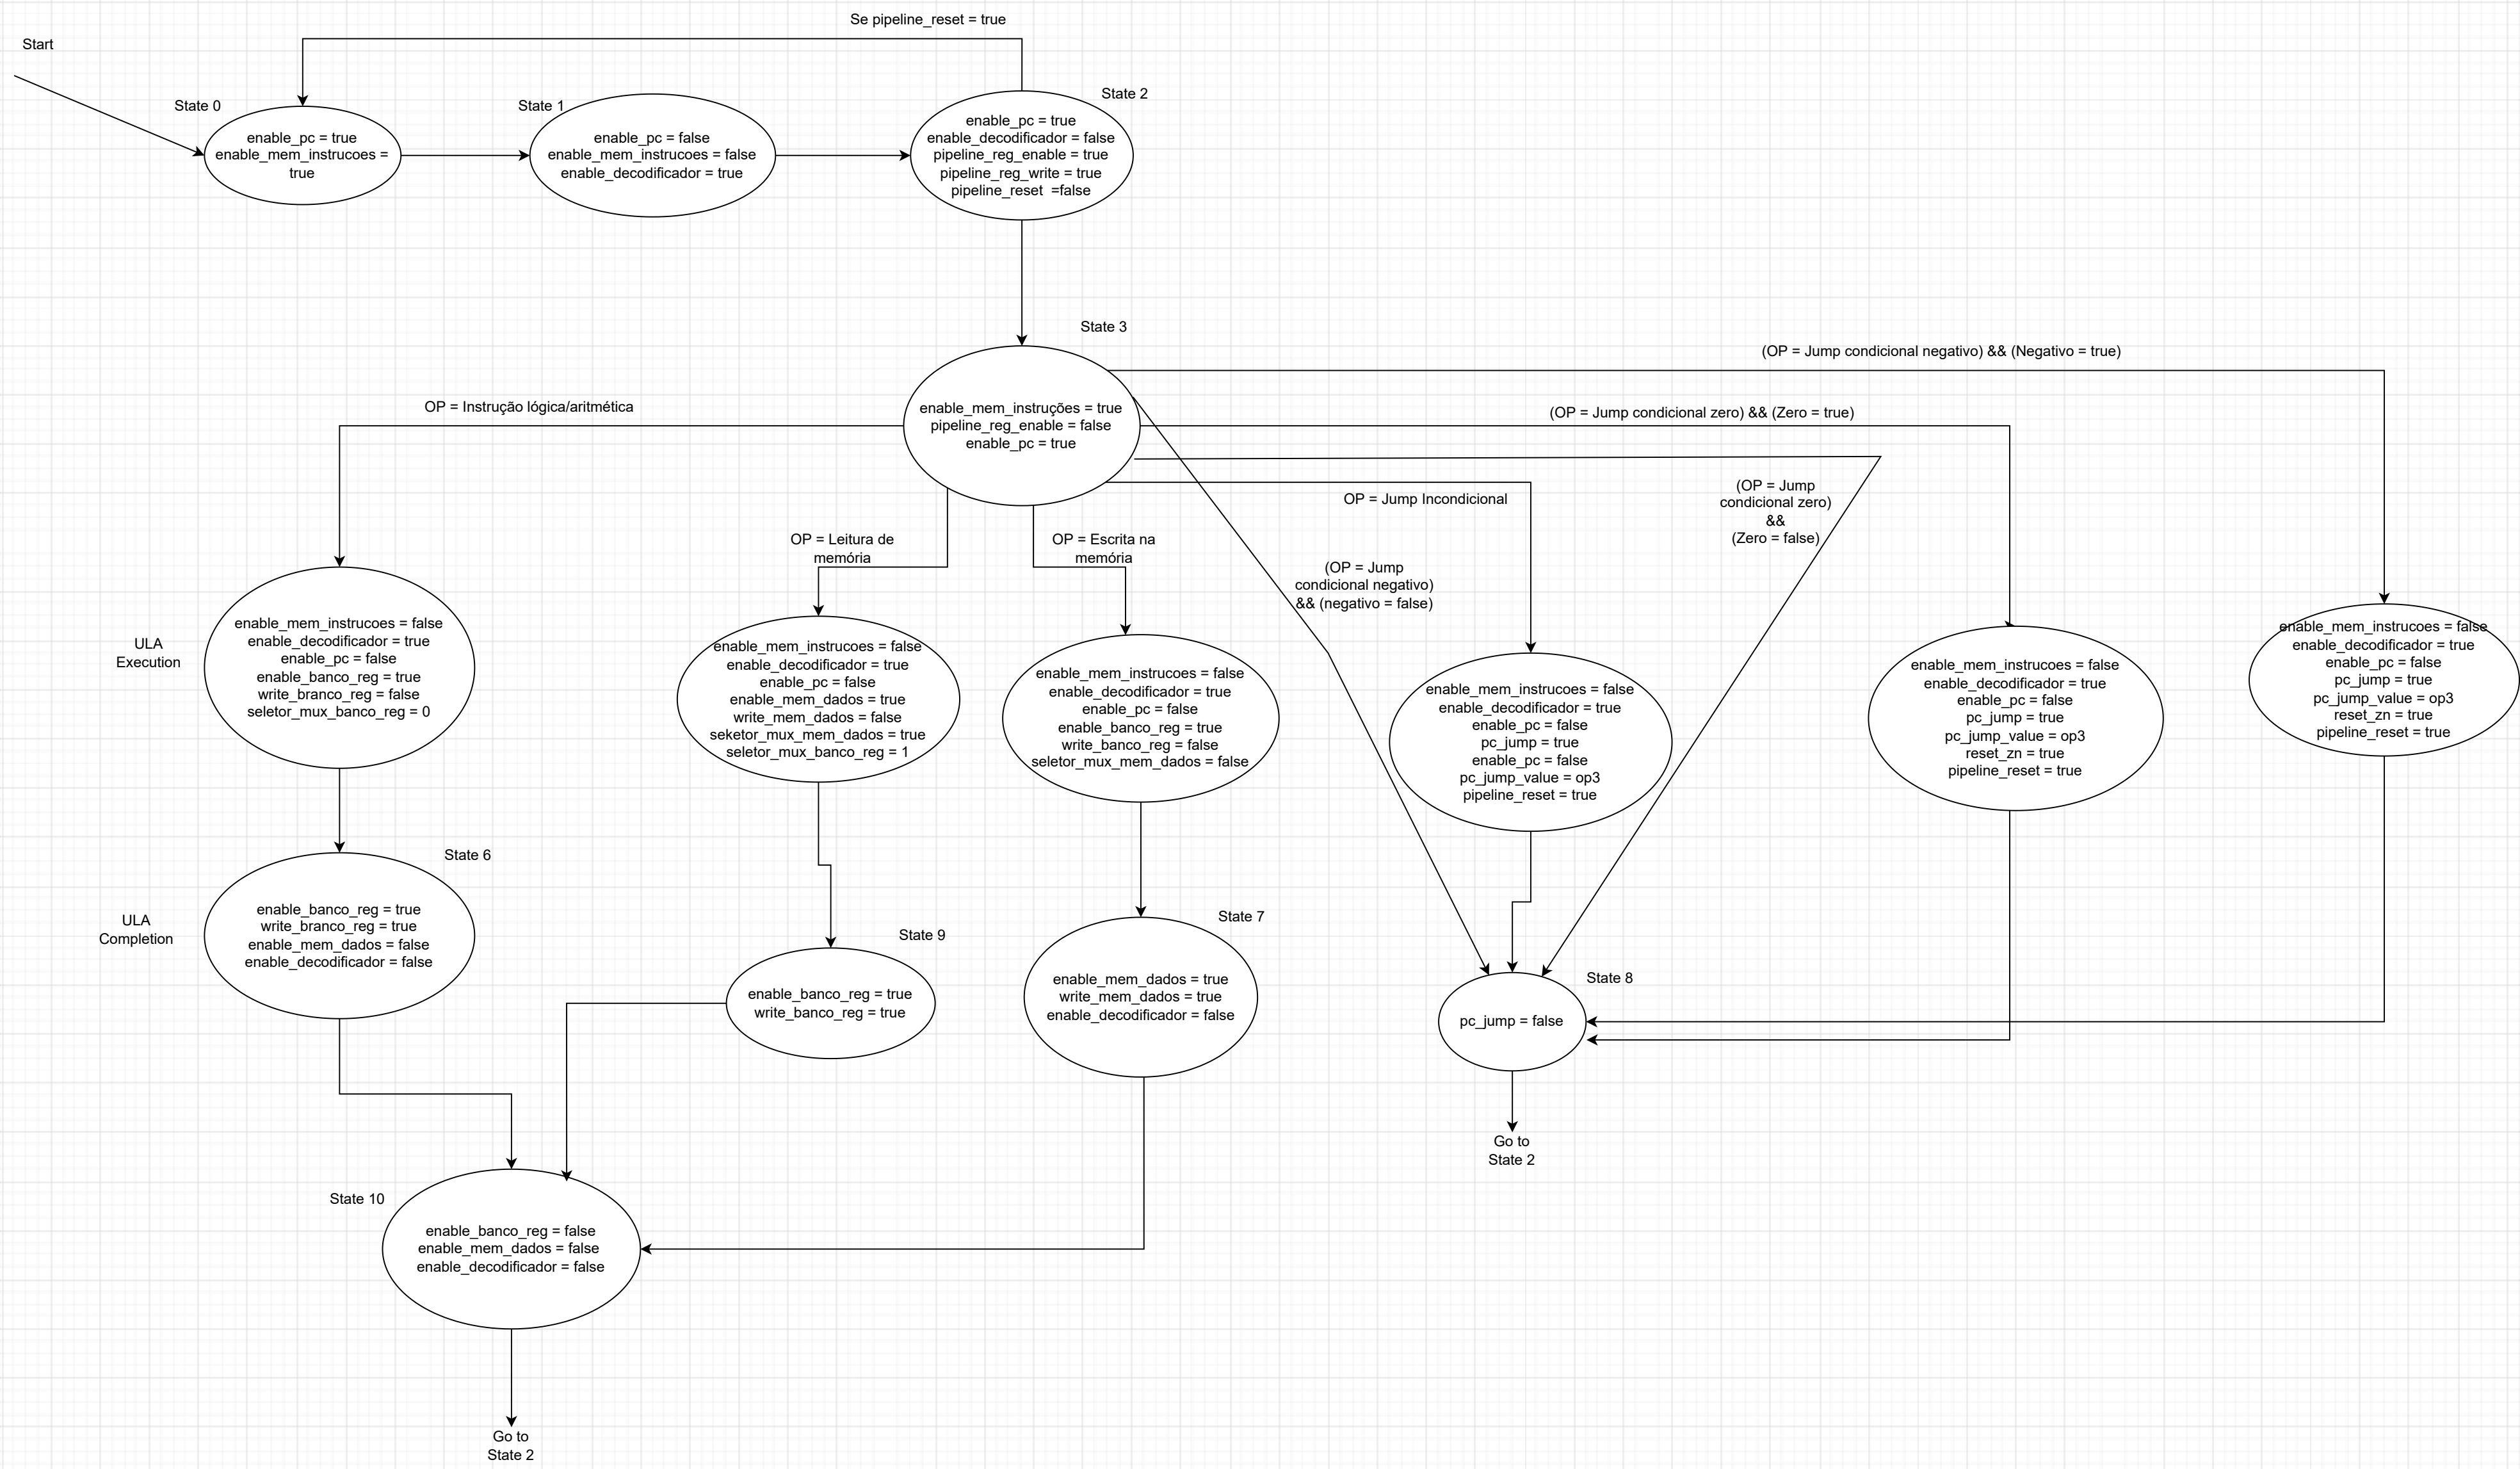 Se pipeline_reset = true
Start
State 0
State 1
State 2
enable_pc = true
enable_mem_instrucoes =
true
enable_pc = false
enable_mem_instrucoes = false
enable_decodificador = true
enable_pc = true
enable_decodificador = false
pipeline_reg_enable = true
pipeline_reg_write = true
pipeline_reset  =false
State 3
enable_mem_instruções = true
pipeline_reg_enable = false
enable_pc = true
(OP = Jump condicional negativo) && (Negativo = true)
OP = Instrução lógica/aritmética
(OP = Jump condicional zero) && (Zero = true)
OP = Jump Incondicional
(OP = Jump
condicional zero)
&&
(Zero = false)
OP = Leitura de
memória
OP = Escrita na
memória
(OP = Jump
condicional negativo)
&& (negativo = false)
ULA
Execution
enable_mem_instrucoes = false
enable_decodificador = true
enable_pc = false
enable_banco_reg = true
write_branco_reg = false
seletor_mux_banco_reg = 0
enable_mem_instrucoes = false
enable_decodificador = true
enable_pc = false
enable_mem_dados = true
write_mem_dados = false
seketor_mux_mem_dados = true
seletor_mux_banco_reg = 1
enable_mem_instrucoes = false
enable_decodificador = true
enable_pc = false
enable_banco_reg = true
write_banco_reg = false
seletor_mux_mem_dados = false
enable_mem_instrucoes = false
enable_decodificador = true
enable_pc = false
pc_jump = true
enable_pc = false
pc_jump_value = op3
pipeline_reset = true
enable_mem_instrucoes = false
enable_decodificador = true
enable_pc = false
pc_jump = true
pc_jump_value = op3
reset_zn = true
pipeline_reset = true
enable_mem_instrucoes = false
enable_decodificador = true
enable_pc = false
pc_jump = true
pc_jump_value = op3
reset_zn = true
pipeline_reset = true
State 6
ULA
Completion
enable_banco_reg = true
write_branco_reg = true
enable_mem_dados = false
enable_decodificador = false
State 9
enable_banco_reg = true
write_banco_reg = true
State 7
enable_mem_dados = true
write_mem_dados = true
enable_decodificador = false
State 8
pc_jump = false
Go to
State 2
State 10
enable_banco_reg = false
enable_mem_dados = false
enable_decodificador = false
Go to
State 2